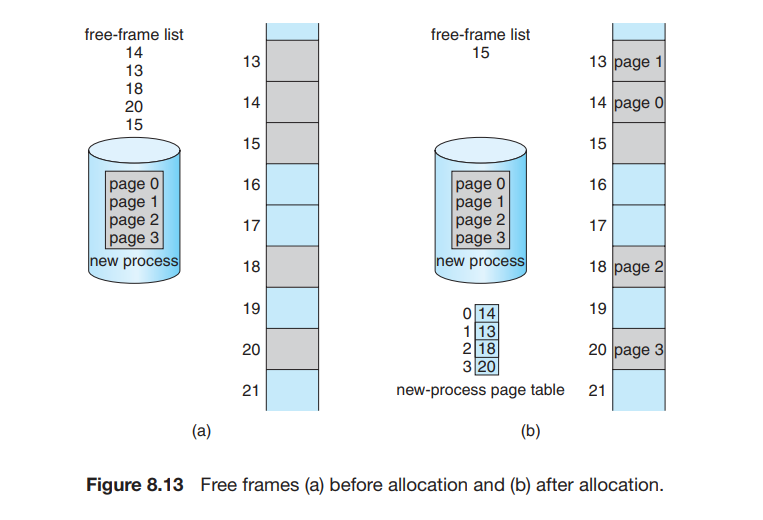 free-frame list
14
13
18
20
15
page 0
page 1
page 2
page 3
new process
13
14
15
16
17
18
19
20
21
(a)
free-frame list
15
page 0
page 1
page 2
page 3
new process
0 14
1 13
2 18
3 20
new-process page table
13 page 1
14 page 0
15
16
17
18 page 2
19
20 page 3
21
(b)
Figure 8.13 Free frames (a) before allocation and (b) after allocation.